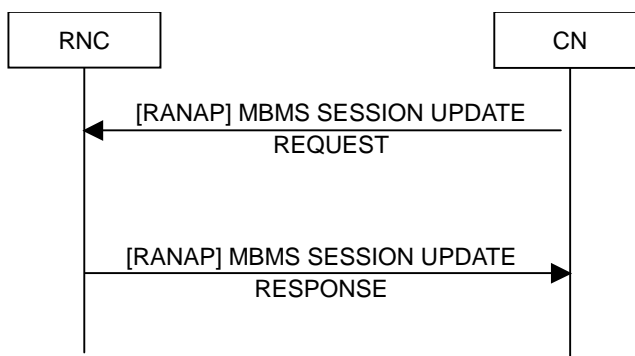 RNC
CN
[RANAP] MBMS SESSION UPDATE
REQUEST
[RANAP] MBMS SESSION UPDATE
RESPONSE